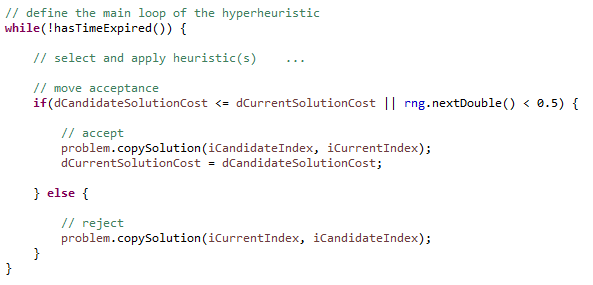 // define the main loop of the hyperheuristic
while(!hasTimeExpired()) {
// select and apply heuristic(s)    ...
// move acceptance
if(dCandidateSolutionCost <= dCurrentSolutionCost || rng.nextDouble() < 0.5) {
// accept
problem.copySolution(iCandidateIndex, iCurrentIndex);
dCurrentSolutionCost = dCandidateSolutionCost;
} else {
// reject
problem.copySolution(iCurrentIndex, iCandidateIndex);
}
}